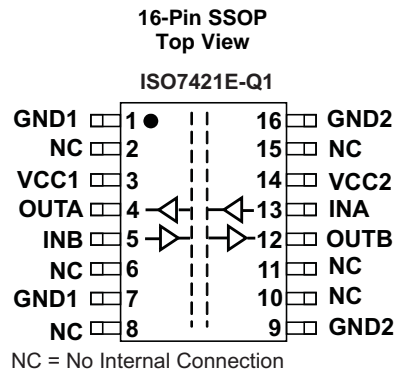 16-Pin SSOP
Top View
ISO7421E-Q1
GND1 1 16 GND2
NC 2 15 NC
VCC1 3 14 VCC2
OUTA 4 13 INA
INB 5 12 OUTB
NC 6 11 NC
GND1 7 10 NC
NC 8 9 GND2
NC = No Internal Connection